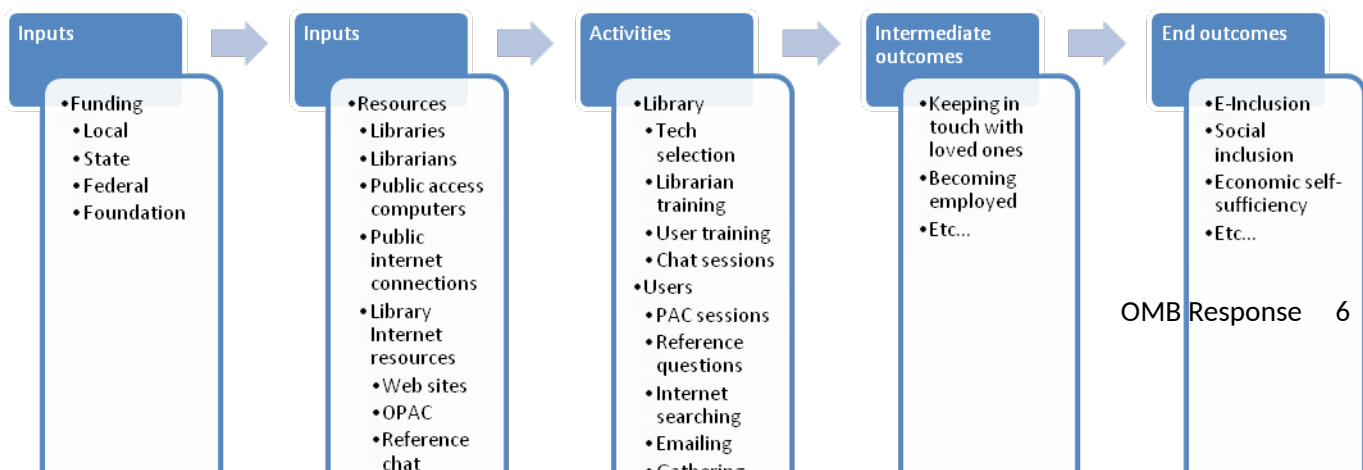 Inputs
•Funding
•Local
•State
•Federal
•Foundation
Inputs
•Resources
•Libraries
•Librarians
•Public access
computers
•Public
internet
connections
•Library
Internet
resources
•Web sites
•OPAC
•Reference
chat
Activities
•Library
•Tech
selection
•Librarian
training
•User training
•Chat sessions
•Users
•PAC sessions
•Reference
questions
•Internet
searching
•Emailing
•Gathering
Intermediate
outcomes
•Keeping in
touch with
loved ones
•Becoming
employed
•Etc...
End outcomes
•E-Inclusion
•Social
inclusion
•Economic self-
sufficiency
•Etc...
OMB Response 6